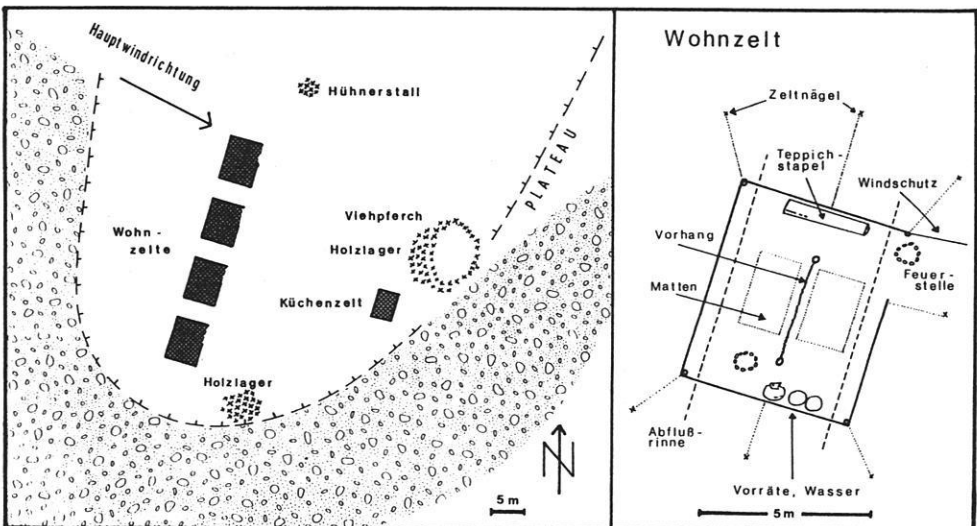 Hauptwindrichtung
Hühnerstall
PLATEAU
Viehpferch
Holzlager
Wohn-
zelte
Küchenzelt
Holzlager
N
5 m
Wohnzelt
Zeltnägel
Teppich-
stapel
Windschutz
Vorhang
Feuer-
stelle
Matten
Abfluß-
rinne
Vorräte, Wasser
5 m